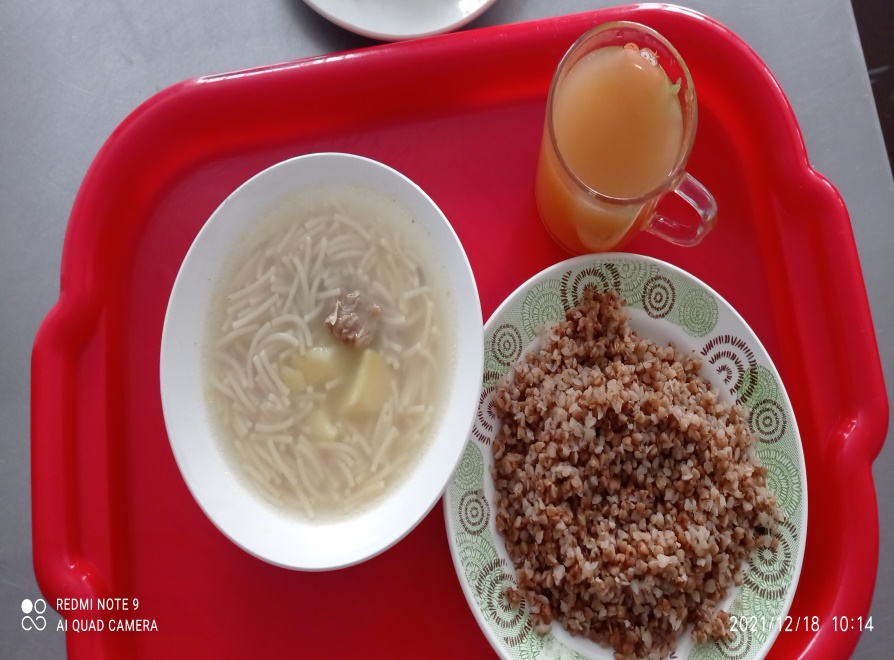 REDMI NOTE 9
AI QUAD CAMERA
2021/12/18 10:14